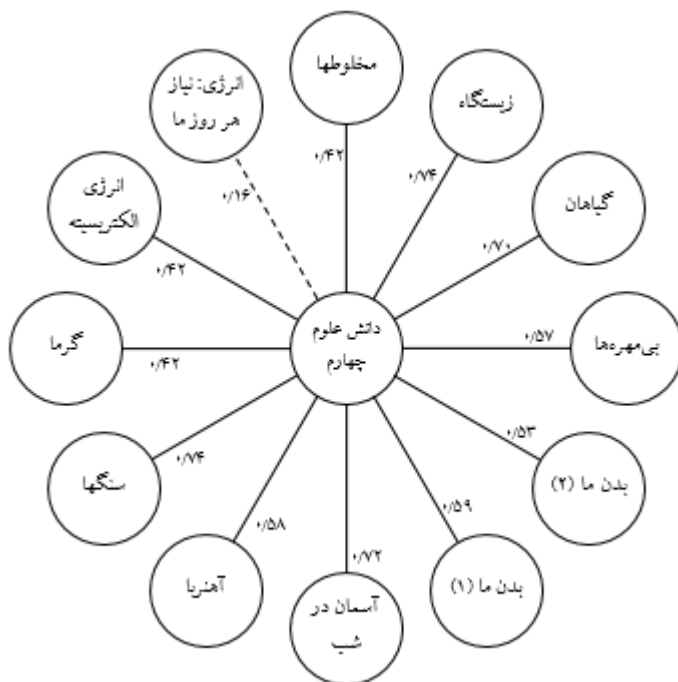 مخلوطها
۰/۴۲
زیستگاه
۰/۷۴
گیاهان
۰/۷۰
بی‌مهره‌ها
۰/۵۷
بدن ما (۲)
۰/۵۳
بدن ما (۱)
۰/۵۹
آسمان در
شب
۰/۷۲
آهنربا
۰/۵۸
سنگها
۰/۷۴
گرما
۰/۴۲
انرژی
الکتریسیته
۰/۴۲
انرژی: نیاز
هر روز ما
۰/۱۶
دانش علوم
چهارم